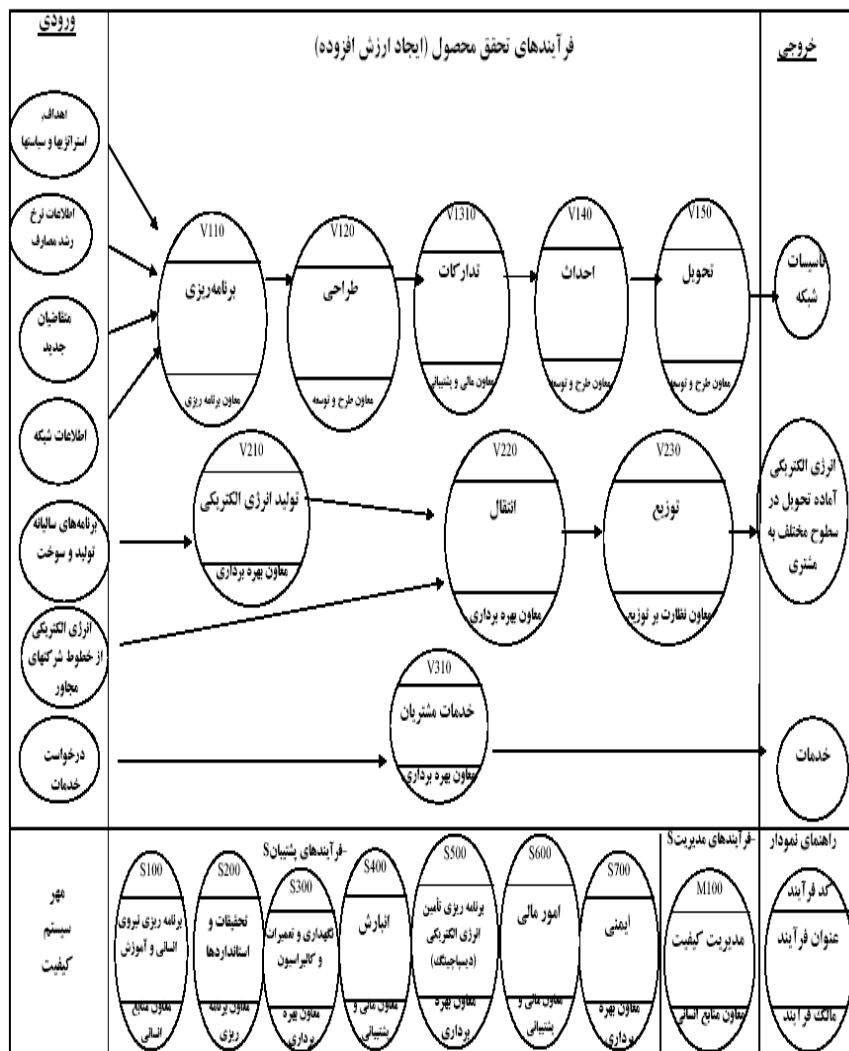 ورودی
فرآیندهای تحقق محصول (ایجاد ارزش افزوده)
خروجی
اهداف,
استراتژیها و سیاستها
اطلاعات نرخ
رشد مصارف
متقاضیان
جدید
اطلاعات شبکه
V110
برنامه‌ریزی
معاون برنامه ریزی
V120
طراحی
معاون طرح و توسعه
V1310
تدارکات
معاون مالی و پشتیبانی
V140
احداث
معاون طرح و توسعه
V150
تحویل
معاون طرح و توسعه
تاسیسات
شبکه
برنامه‌های سالیانه
تولید و سوخت
انرژی الکتریکی
از خطوط شرکتهای
مجاور
V210
تولید انرژی الکتریکی
معاون بهره برداری
V220
انتقال
معاون بهره برداری
V230
توزیع
معاون نظارت بر توزیع
انرژی الکتریکی
آماده تحویل در
سطوح مختلف به
مشتری
درخواست
خدمات
V310
خدمات مشتریان
معاون بهره برداری
خدمات
مهر
سیستم
کیفیت
-فرآیندهای پشتیبانS
S100
برنامه ریزی نیروی
انسانی و آموزش
معاون منابع
انسانی
S200
تحقیقات و
استانداردها
معاون برنامه
ریزی
S300
نگهداری و تعمیرات
و کالیبراسیون
معاون بهره
برداری
S400
انبارش
معاون مالی و
پشتیبانی
S500
برنامه ریزی تأمین
انرژی الکتریکی
(دیسپاچینگ)
معاون بهره
برداری
S600
امور مالی
معاون مالی و
پشتیبانی
S700
ایمنی
معاون بهره
برداری
-فرآیندهای مدیریتS
M100
مدیریت کیفیت
معاون منابع انسانی
راهنمای نمودار
کد فرآیند
عنوان فرآیند
مالک فرآیند